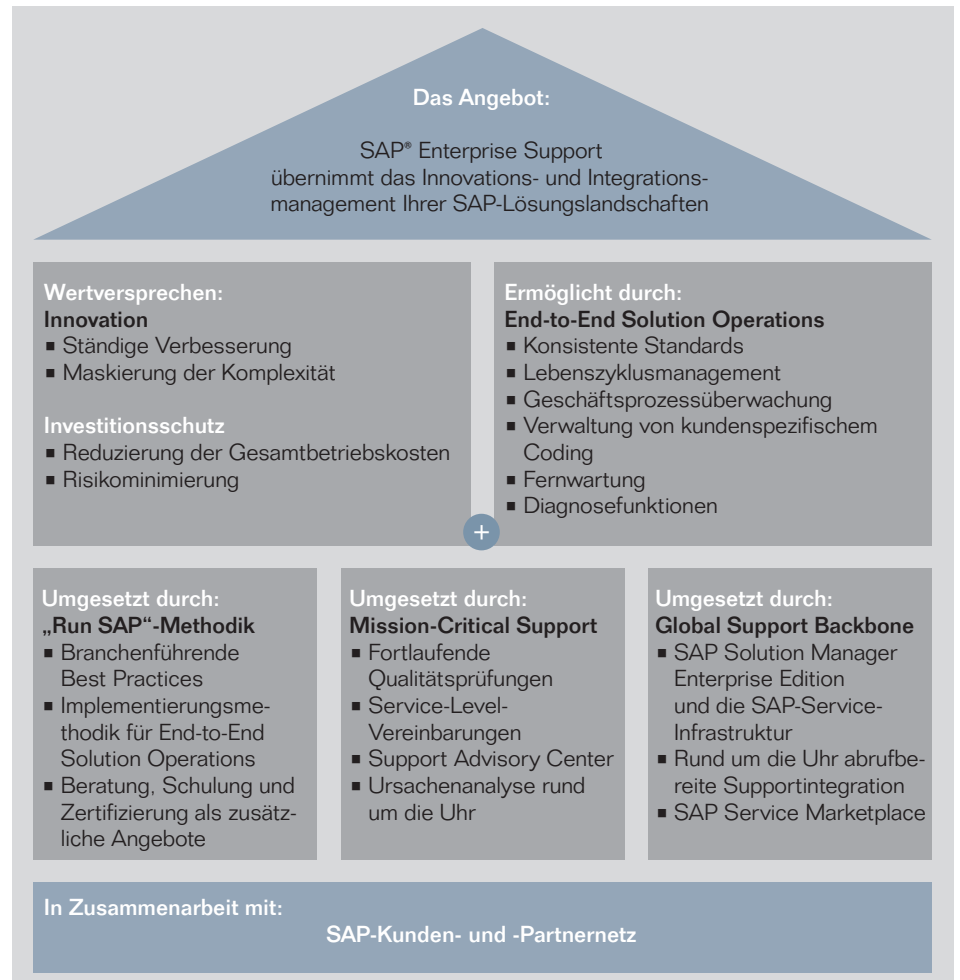 Das Angebot:
SAP® Enterprise Support
übernimmt das Innovations- und Integrations-
management Ihrer SAP-Lösungslandschaften
Wertversprechen:
Innovation
▪ Ständige Verbesserung
▪ Maskierung der Komplexität
Investitionsschutz
▪ Reduzierung der Gesamtbetriebskosten
▪ Risikominimierung
Ermöglicht durch:
End-to-End Solution Operations
▪ Konsistente Standards
▪ Lebenszyklusmanagement
▪ Geschäftsprozessüberwachung
▪ Verwaltung von kundenspezifischem
Coding
▪ Fernwartung
▪ Diagnosefunktionen
+
Umgesetzt durch:
„Run SAP“-Methodik
▪ Branchenführende
Best Practices
▪ Implementierungsme-
thodik für End-to-End
Solution Operations
▪ Beratung, Schulung und
Zertifizierung als zusätz-
liche Angebote
Umgesetzt durch:
Mission-Critical Support
▪ Fortlaufende
Qualitätsprüfungen
▪ Service-Level-
Vereinbarungen
▪ Support Advisory Center
▪ Ursachenanalyse rund
um die Uhr
Umgesetzt durch:
Global Support Backbone
▪ SAP Solution Manager
Enterprise Edition
und die SAP-Service-
Infrastruktur
▪ Rund um die Uhr abrufbe-
reite Supportintegration
▪ SAP Service Marketplace
In Zusammenarbeit mit:
SAP-Kunden- und -Partnernetz